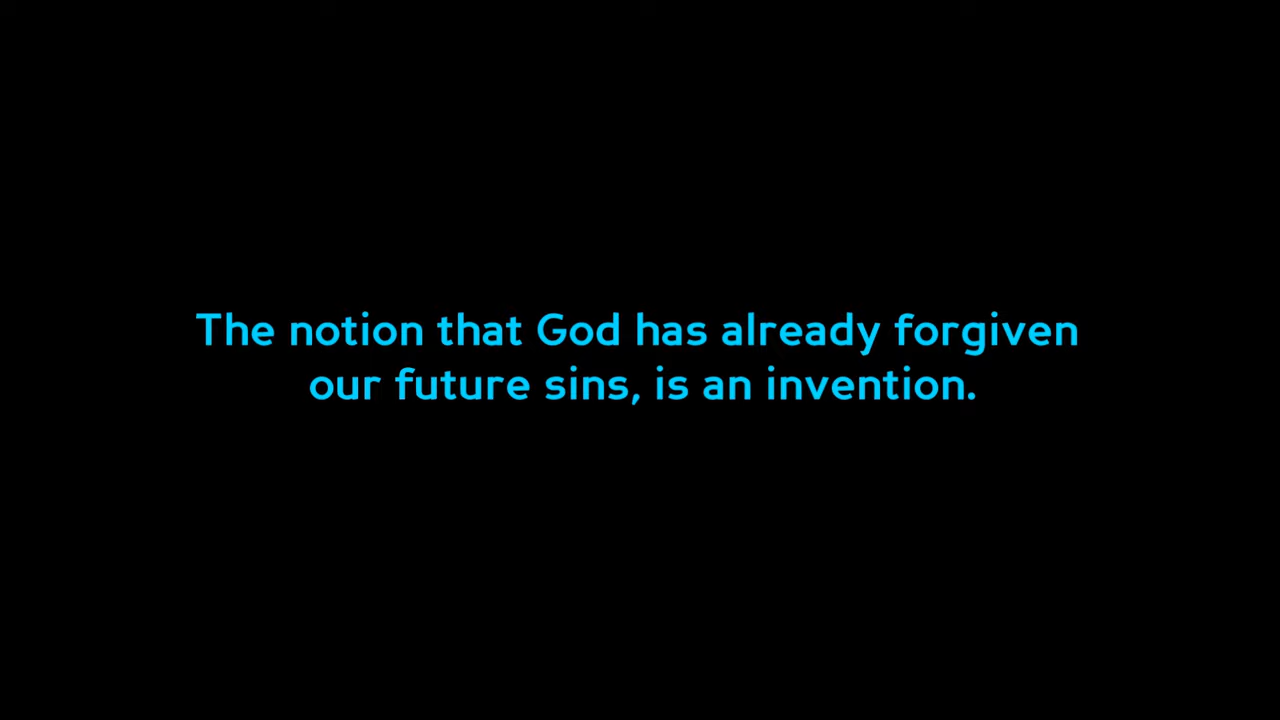 The notion that God has already forgiven
our future sins, is an invention.